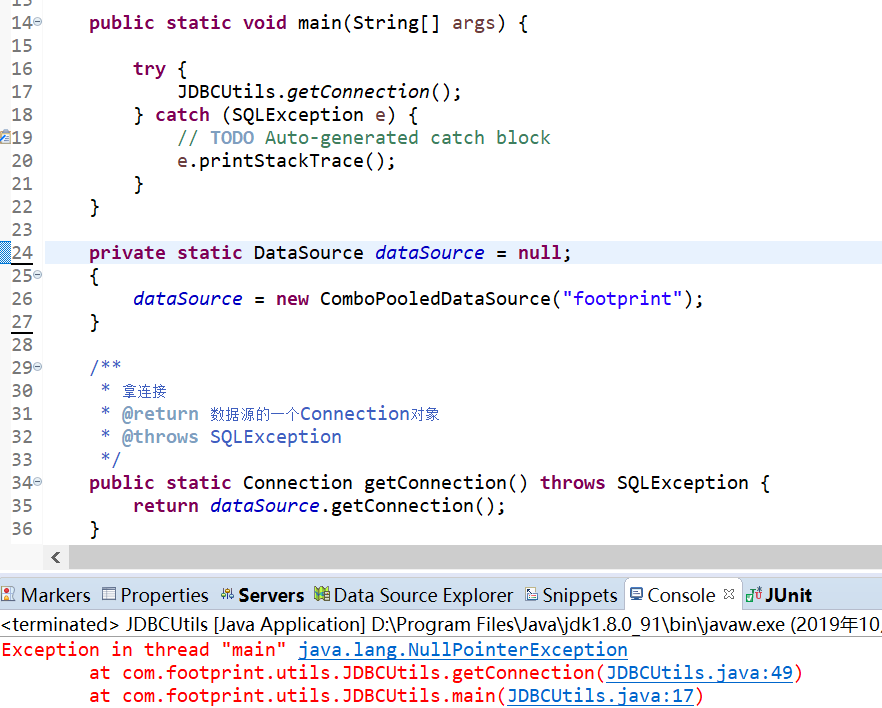 13
14 public static void main(String[] args) {
15
16 try {
17 JDBCUtils.getConnection();
18 } catch (SQLException e) {
19 // TODO Auto-generated catch block
20 e.printStackTrace();
21 }
22 }
23
24 private static DataSource dataSource = null;
25 {
26 dataSource = new ComboPooledDataSource("footprint");
27 }
28
29 /**
30 * 拿连接
31 * @return 数据源的一个Connection对象
32 * @throws SQLException
33 */
34 public static Connection getConnection() throws SQLException {
35 return dataSource.getConnection();
36 }
Markers Properties Servers Data Source Explorer Snippets Console JUnit
<terminated> JDBCUtils [Java Application] D:\Program Files\Java\jdk1.8.0_91\bin\javaw.exe (2019年10,
Exception in thread "main" java.lang.NullPointerException
at com.footprint.utils.JDBCUtils.getConnection(JDBCUtils.java:49)
at com.footprint.utils.JDBCUtils.main(JDBCUtils.java:17)